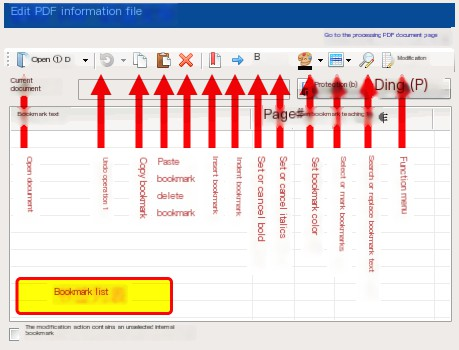 Edit PDF information file
Go to the processing PDF document page
Open ① D
B
Modification
Current
document
Protection (b)
Ding (P)
Bookmark text
Page#
bookmark teaching
Open document
Undo operation 1
Copy bookmark
Paste
bookmark
delete
bookmark
Insert bookmark
Indent bookmark
Set or cancel bold
Set or cancel italics
Set bookmark color
Select or mark bookmarks
Search or replace bookmark text
Function menu
Bookmark list
The modification action contains an unselected internal
bookmark